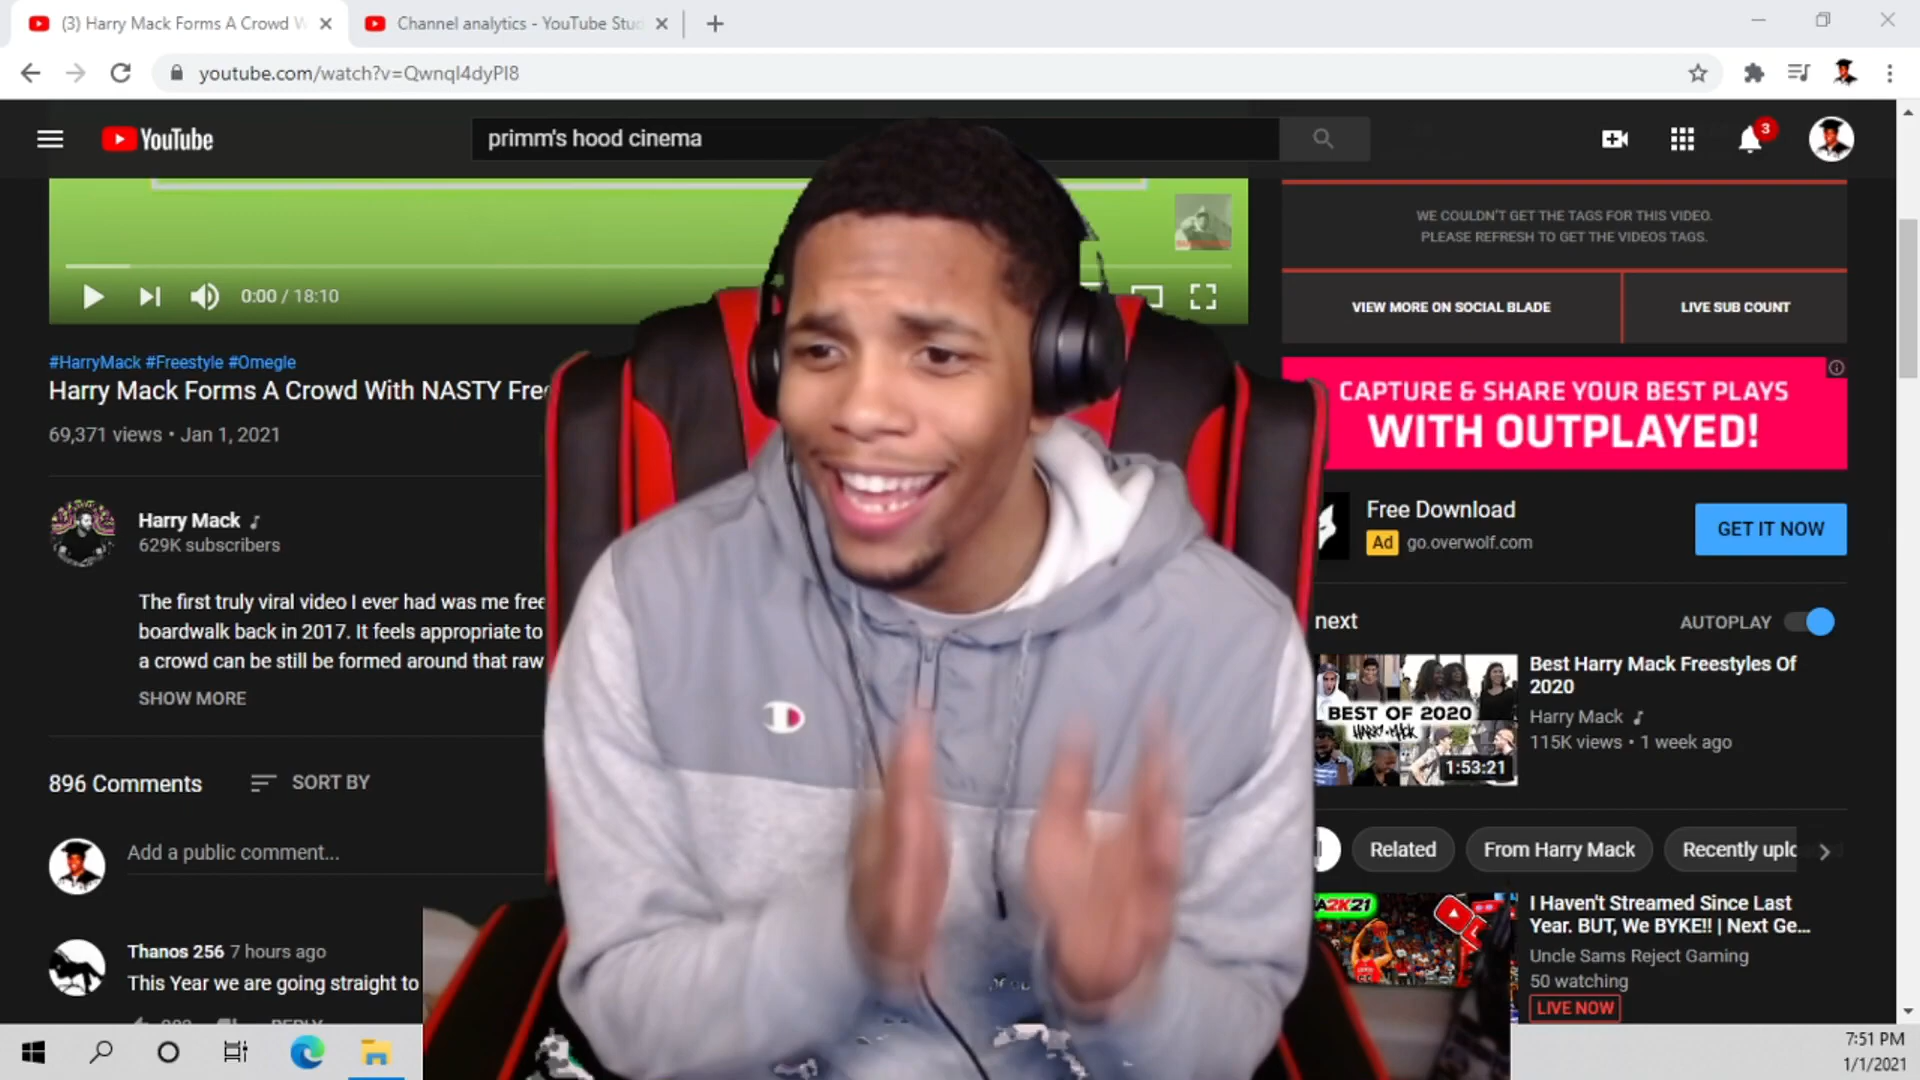 (3) Harry Mack Forms A Crowd W
Channel analytics - YouTube Stud
youtube.com/watch?v=QwnqI4dyPI8
YouTube
primm's hood cinema
3
WE COULDN'T GET THE TAGS FOR THIS VIDEO.
PLEASE REFRESH TO GET THE VIDEOS TAGS.
0:00 / 18:10
VIEW MORE ON SOCIAL BLADE
LIVE SUB COUNT
#HarryMack #Freestyle #Omegle
Harry Mack Forms A Crowd With NASTY Free
69,371 views • Jan 1, 2021
CAPTURE & SHARE YOUR BEST PLAYS
WITH OUTPLAYED!
Free Download
Ad go.overwolf.com
GET IT NOW
Harry Mack
629K subscribers
The first truly viral video I ever had was me free
boardwalk back in 2017. It feels appropriate to
a crowd can be still be formed around that raw
SHOW MORE
next
AUTOPLAY
BEST OF 2020
HARRY MACK
1:53:21
Best Harry Mack Freestyles Of
2020
Harry Mack
115K views • 1 week ago
896 Comments
SORT BY
Add a public comment...
Related
From Harry Mack
Recently uplo
Thanos 256 7 hours ago
This Year we are going straight to
REPLY
A2K21
I Haven't Streamed Since Last
Year. BUT, We BYKE!! | Next Ge...
Uncle Sams Reject Gaming
50 watching
LIVE NOW
7:51 PM
1/1/2021